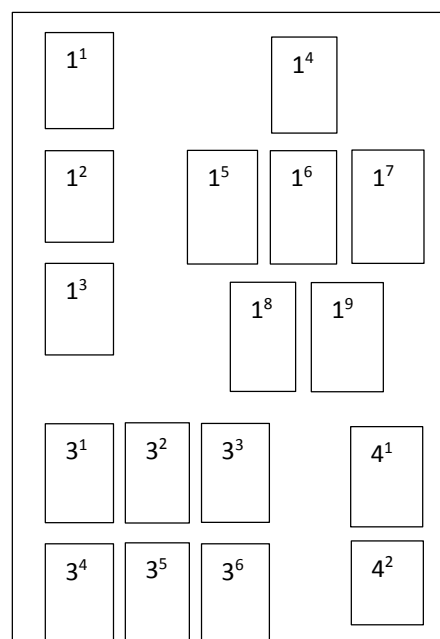 1¹ 1⁴
1² 1⁵ 1⁶ 1⁷
1³ 1⁸ 1⁹
3¹ 3² 3³ 4¹
3⁴ 3⁵ 3⁶ 4²